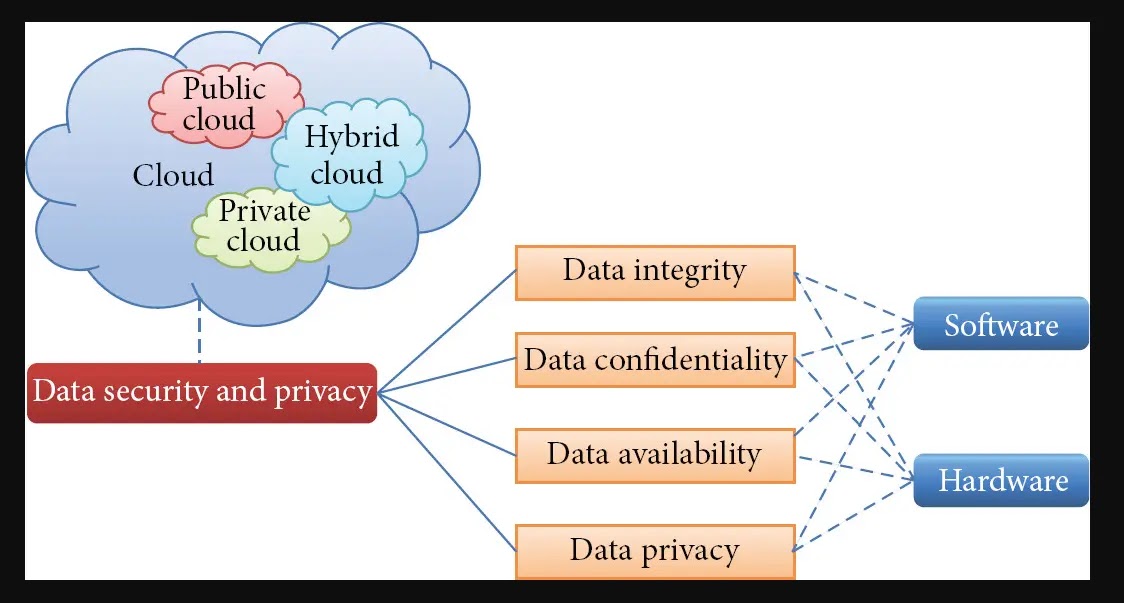 Public
cloud
Hybrid
cloud
Cloud
Private
cloud
Data integrity
Software
Data confidentiality
Data security and privacy
Data availability
Hardware
Data privacy